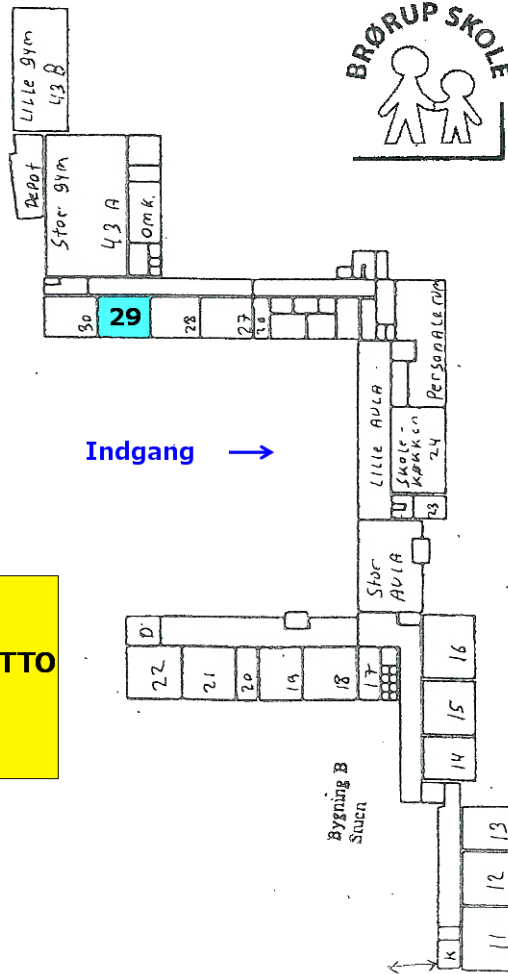 BRØRUP SKOLE
Lille gym
43 B
Depot
Stor gym
43 A
OMK.
30
29
28
27
Indgang
Lille AULA
Personalerum
Skole-
køkken
24
23
Stor
AULA
TTO
D.
22
21
20
19
18
17
16
15
14
Bygning B
Stuen
13
12
11
K